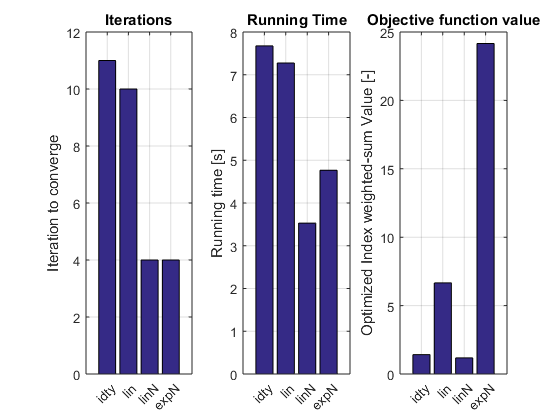 Iterations
Iteration to converge
12
10
8
6
4
2
0
idty
lin
linN
expN
Running Time
Running time [s]
8
7
6
5
4
3
2
1
0
idty
lin
linN
expN
Objective function value
Optimized Index weighted-sum Value [-]
25
20
15
10
5
0
idty
lin
linN
expN